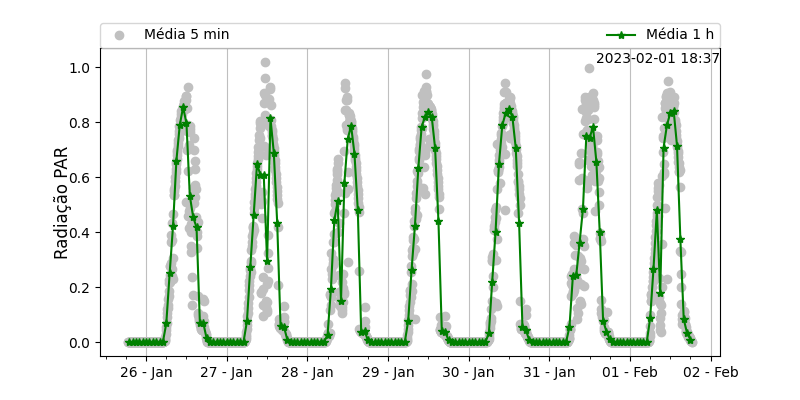 Média 5 min
Média 1 h
2023-02-01 18:37
Radiação PAR
1.0
0.8
0.6
0.4
0.2
0.0
26 - Jan
27 - Jan
28 - Jan
29 - Jan
30 - Jan
31 - Jan
01 - Feb
02 - Feb